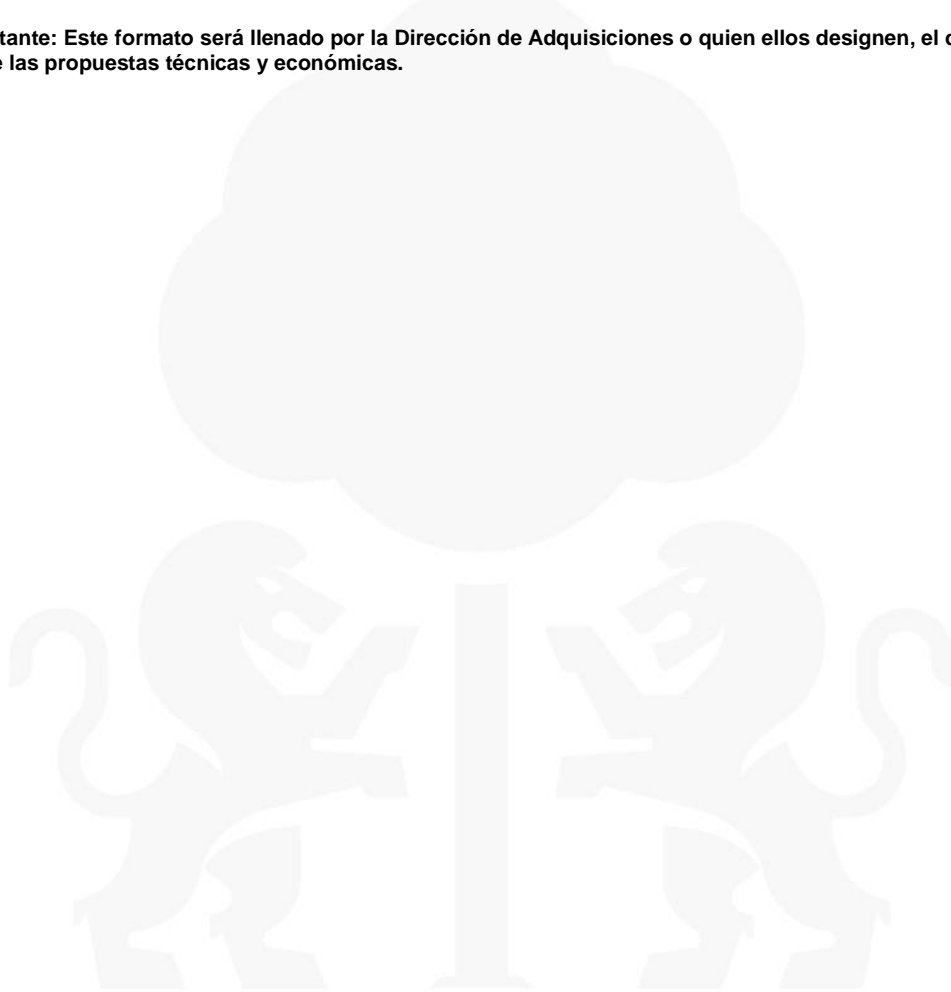 tante: Este formato será llenado por la Dirección de Adquisiciones o quien ellos designen, el
las propuestas técnicas y económicas.